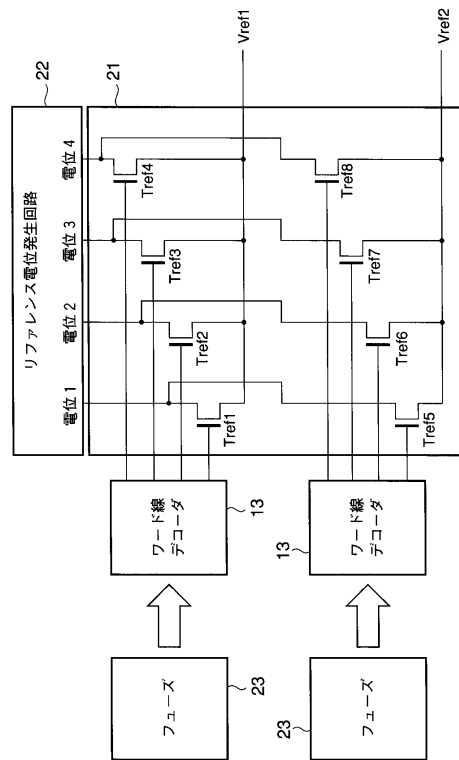 リファレンス電位発生回路
22
電位 1
電位 2
電位 3
電位 4
21
Tref4
Tref3
Tref2
Tref1
Vref1
Tref8
Tref7
Tref6
Tref5
Vref2
ワード線
デコーダ
13
ワード線
デコーダ
13
フューズ
23
フューズ
23